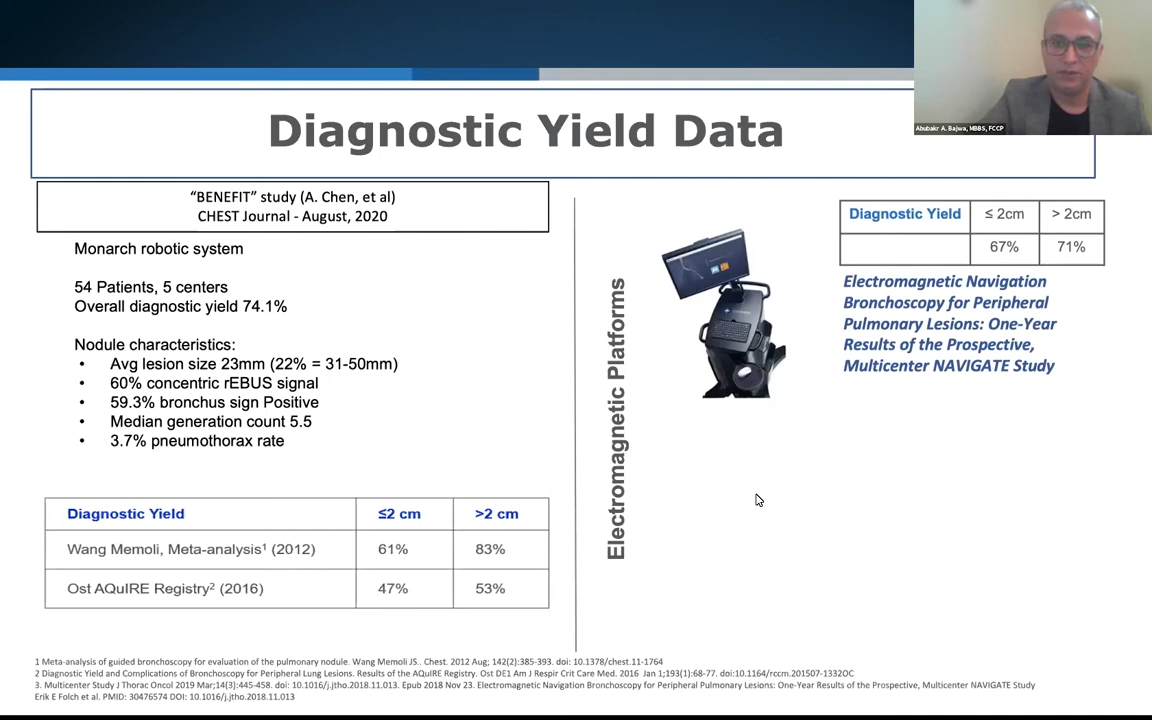 Abubakr A. Bajwa, MBBS, FCCP
Diagnostic Yield Data
“BENEFIT” study (A. Chen, et al)
CHEST Journal - August, 2020
Monarch robotic system
54 Patients, 5 centers
Overall diagnostic yield 74.1%
Nodule characteristics:
• Avg lesion size 23mm (22% = 31-50mm)
• 60% concentric rEBUS signal
• 59.3% bronchus sign Positive
• Median generation count 5.5
• 3.7% pneumothorax rate
Diagnostic Yield ≤2 cm >2 cm
Wang Memoli, Meta-analysis¹ (2012) 61% 83%
Ost AQuIRE Registry² (2016) 47% 53%
Electromagnetic Platforms
Diagnostic Yield ≤ 2cm > 2cm
67% 71%
Electromagnetic Navigation
Bronchoscopy for Peripheral
Pulmonary Lesions: One-Year
Results of the Prospective,
Multicenter NAVIGATE Study
1 Meta-analysis of guided bronchoscopy for evaluation of the pulmonary nodule. Wang Memoli JS.. Chest. 2012 Aug; 142(2):385-393. doi: 10.1378/chest.11-1764
2 Diagnostic Yield and Complications of Bronchoscopy for Peripheral Lung Lesions. Results of the AQuIRE Registry. Ost DE1 Am J Respir Crit Care Med. 2016 Jan 1;193(1):68-77. doi:10.1164/rccm.201507-1332OC
3. Multicenter Study J Thorac Oncol 2019 Mar;14(3):445-458. doi: 10.1016/j.jtho.2018.11.013. Epub 2018 Nov 23. Electromagnetic Navigation Bronchoscopy for Peripheral Pulmonary Lesions: One-Year Results of the Prospective, Multicenter NAVIGATE Study
Erik E Folch et al. PMID: 30476574 DOI: 10.1016/j.jtho.2018.11.013